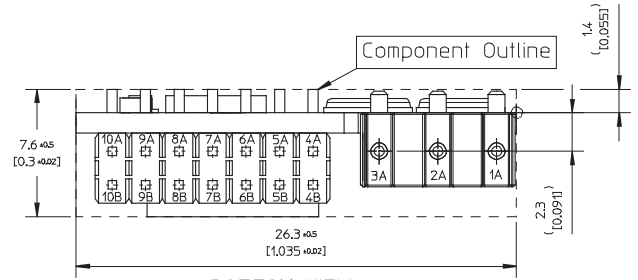 Component Outline
1.4
[0.055]
7.6 ±0.5
[0.3 ±0.02]
10A 9A 8A 7A 6A 5A 4A
3A 2A 1A
10B 9B 8B 7B 6B 5B 4B
2.3
[0.091]
26.3 ±0.5
[1.035 ±0.02]